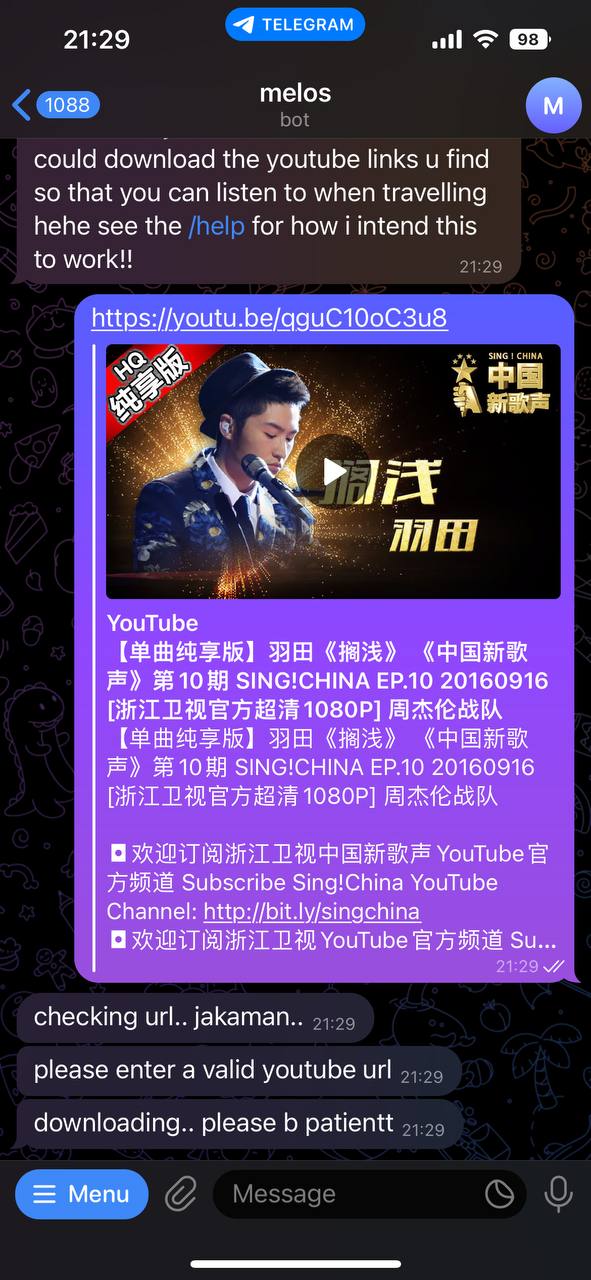 21:29
TELEGRAM
98
1088
melos
bot
M
could download the youtube links u find
so that you can listen to when travelling
hehe see the /help for how i intend this
to work!!
21:29
https://youtu.be/qguC10oC3u8
HQ
纯享版
SING! CHINA
中国
新歌声
搁浅
羽田
YouTube
【单曲纯享版】羽田《搁浅》 《中国新歌
声》第10期 SING!CHINA EP.10 20160916
[浙江卫视官方超清1080P] 周杰伦战队
【单曲纯享版】羽田《搁浅》 《中国新歌
声》第10期 SING!CHINA EP.10 20160916
[浙江卫视官方超清1080P] 周杰伦战队
欢迎订阅浙江卫视中国新歌声 YouTube官
方频道 Subscribe Sing!China YouTube
Channel: http://bit.ly/singchina
欢迎订阅浙江卫视YouTube官方频道 Su...
21:29
checking url.. jakaman.. 21:29
please enter a valid youtube url 21:29
downloading.. please b patientt 21:29
Menu
Message